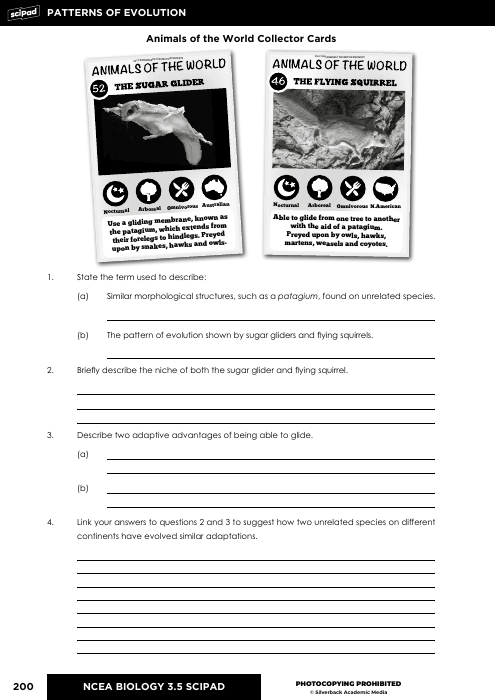 scipad PATTERNS OF EVOLUTION
Animals of the World Collector Cards
ANIMALS OF THE WORLD
52 THE SUGAR GLIDER
Nocturnal Arboreal Omnivorous Australian
Use a gliding membrane, known as
the patagium, which extends from
their forelegs to hindlegs. Preyed
upon by snakes, hawks and owls.
ANIMALS OF THE WORLD
46 THE FLYING SQUIRREL
Nocturnal Arboreal Omnivorous N.American
Able to glide from one tree to another
with the aid of a patagium.
Preyed upon by owls, hawks,
martens, weasels and coyotes.
1. State the term used to describe:
(a) Similar morphological structures, such as a patagium, found on unrelated species.
(b) The pattern of evolution shown by sugar gliders and flying squirrels.
2. Briefly describe the niche of both the sugar glider and flying squirrel.
3. Describe two adaptive advantages of being able to glide.
(a)
(b)
4. Link your answers to questions 2 and 3 to suggest how two unrelated species on different
continents have evolved similar adaptations.
200 NCEA BIOLOGY 3.5 SCIPAD
PHOTOCOPYING PROHIBITED
© Silverback Academic Media